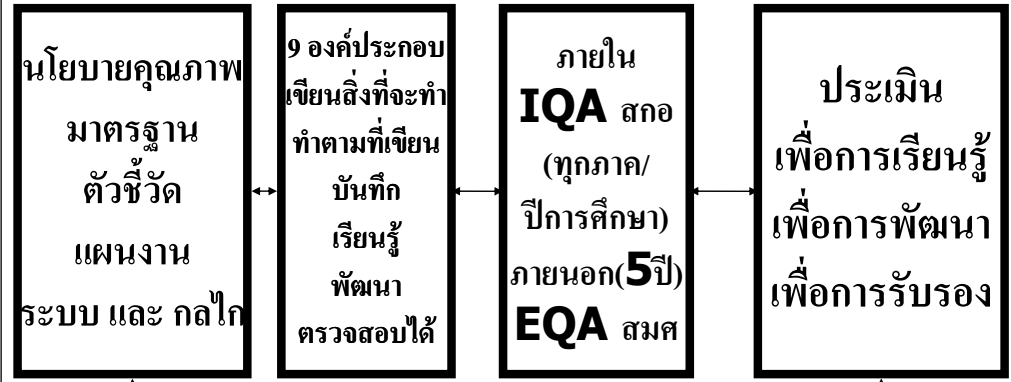 นโยบายคุณภาพ
มาตรฐาน
ตัวชี้วัด
แผนงาน
ระบบ และ กลไก
9 องค์ประกอบ
เขียนสิ่งที่จะทำ
ทำตามที่เขียน
บันทึก
เรียนรู้
พัฒนา
ตรวจสอบได้
ภายใน
IQA สกอ
(ทุกภาค/
ปีการศึกษา)
ภายนอก(5ปี)
EQA สมศ
ประเมิน
เพื่อการเรียนรู้
เพื่อการพัฒนา
เพื่อการรับรอง